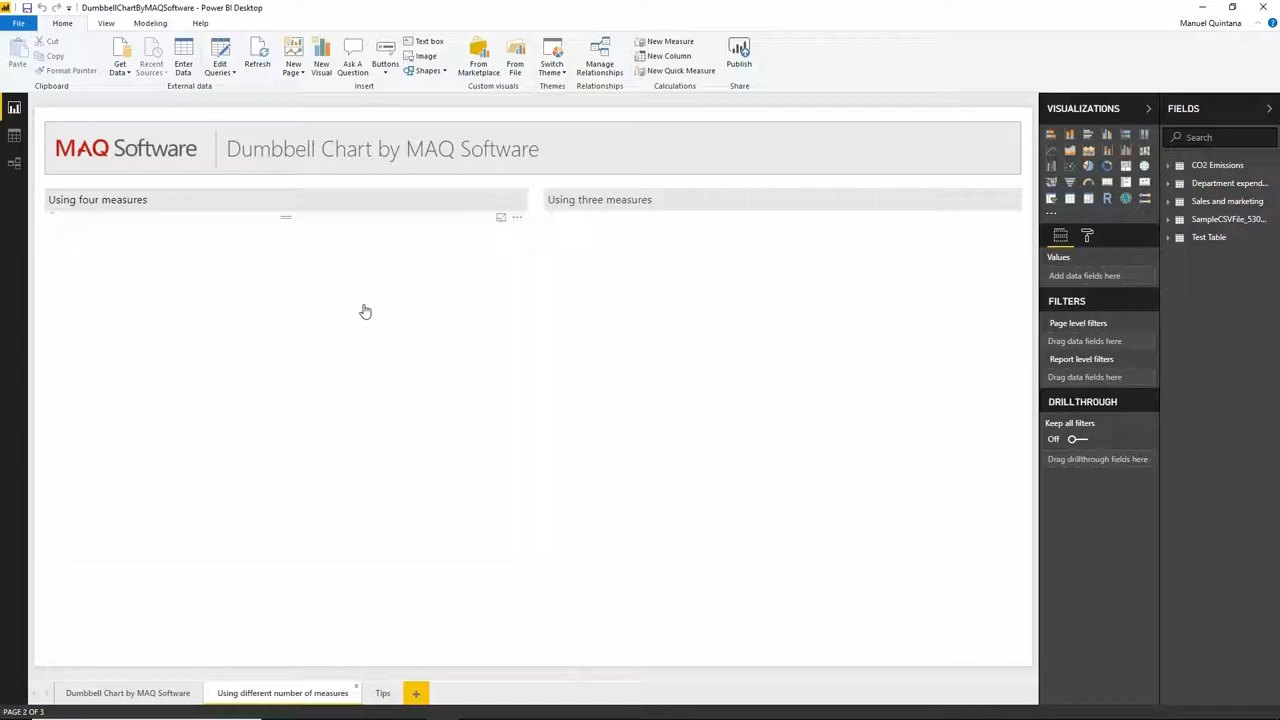 DumbbellChartByMAQSoftware - Power BI Desktop
Manuel Quintana
File Home View Modeling Help
Paste
Cut
Copy
Format Painter
Clipboard
Get Data
Recent Sources
Enter Data
Edit Queries
Refresh
External data
New Page
New Visual
Ask A Question
Buttons
Text box
Image
Shapes
Insert
From Marketplace
From File
Custom visuals
Switch Theme
Themes
Manage Relationships
Relationships
New Measure
New Column
New Quick Measure
Calculations
Publish
Share
MAQ Software
Dumbbell Chart by MAQ Software
Using four measures
Using three measures
VISUALIZATIONS
Values
Add data fields here
FILTERS
Page level filters
Drag data fields here
Report level filters
Drag data fields here
DRILLTHROUGH
Keep all filters
Off
Drag drillthrough fields here
FIELDS
Search
CO2 Emissions
Department expend...
Sales and marketing
SampleCSVFile_530...
Test Table
Dumbbell Chart by MAQ Software
Using different number of measures
Tips
PAGE 2 OF 3